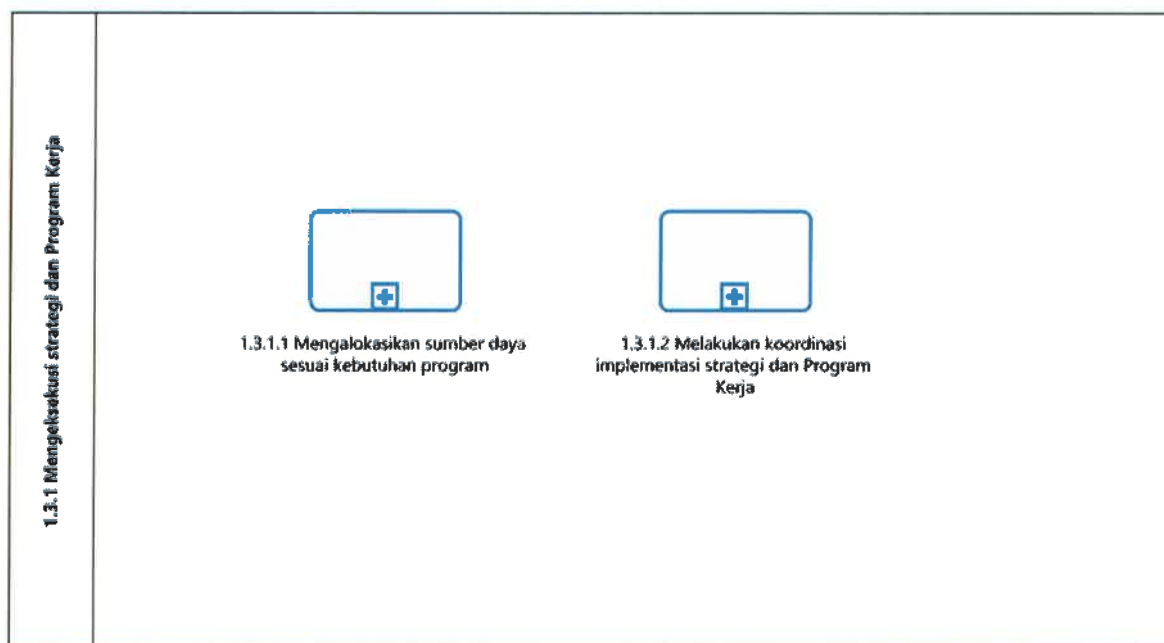 1.3.1 Mengeksekusi strategi dan Program Kerja
1.3.1.1 Mengalokasikan sumber daya
sesuai kebutuhan program
1.3.1.2 Melakukan koordinasi
implementasi strategi dan Program
Kerja